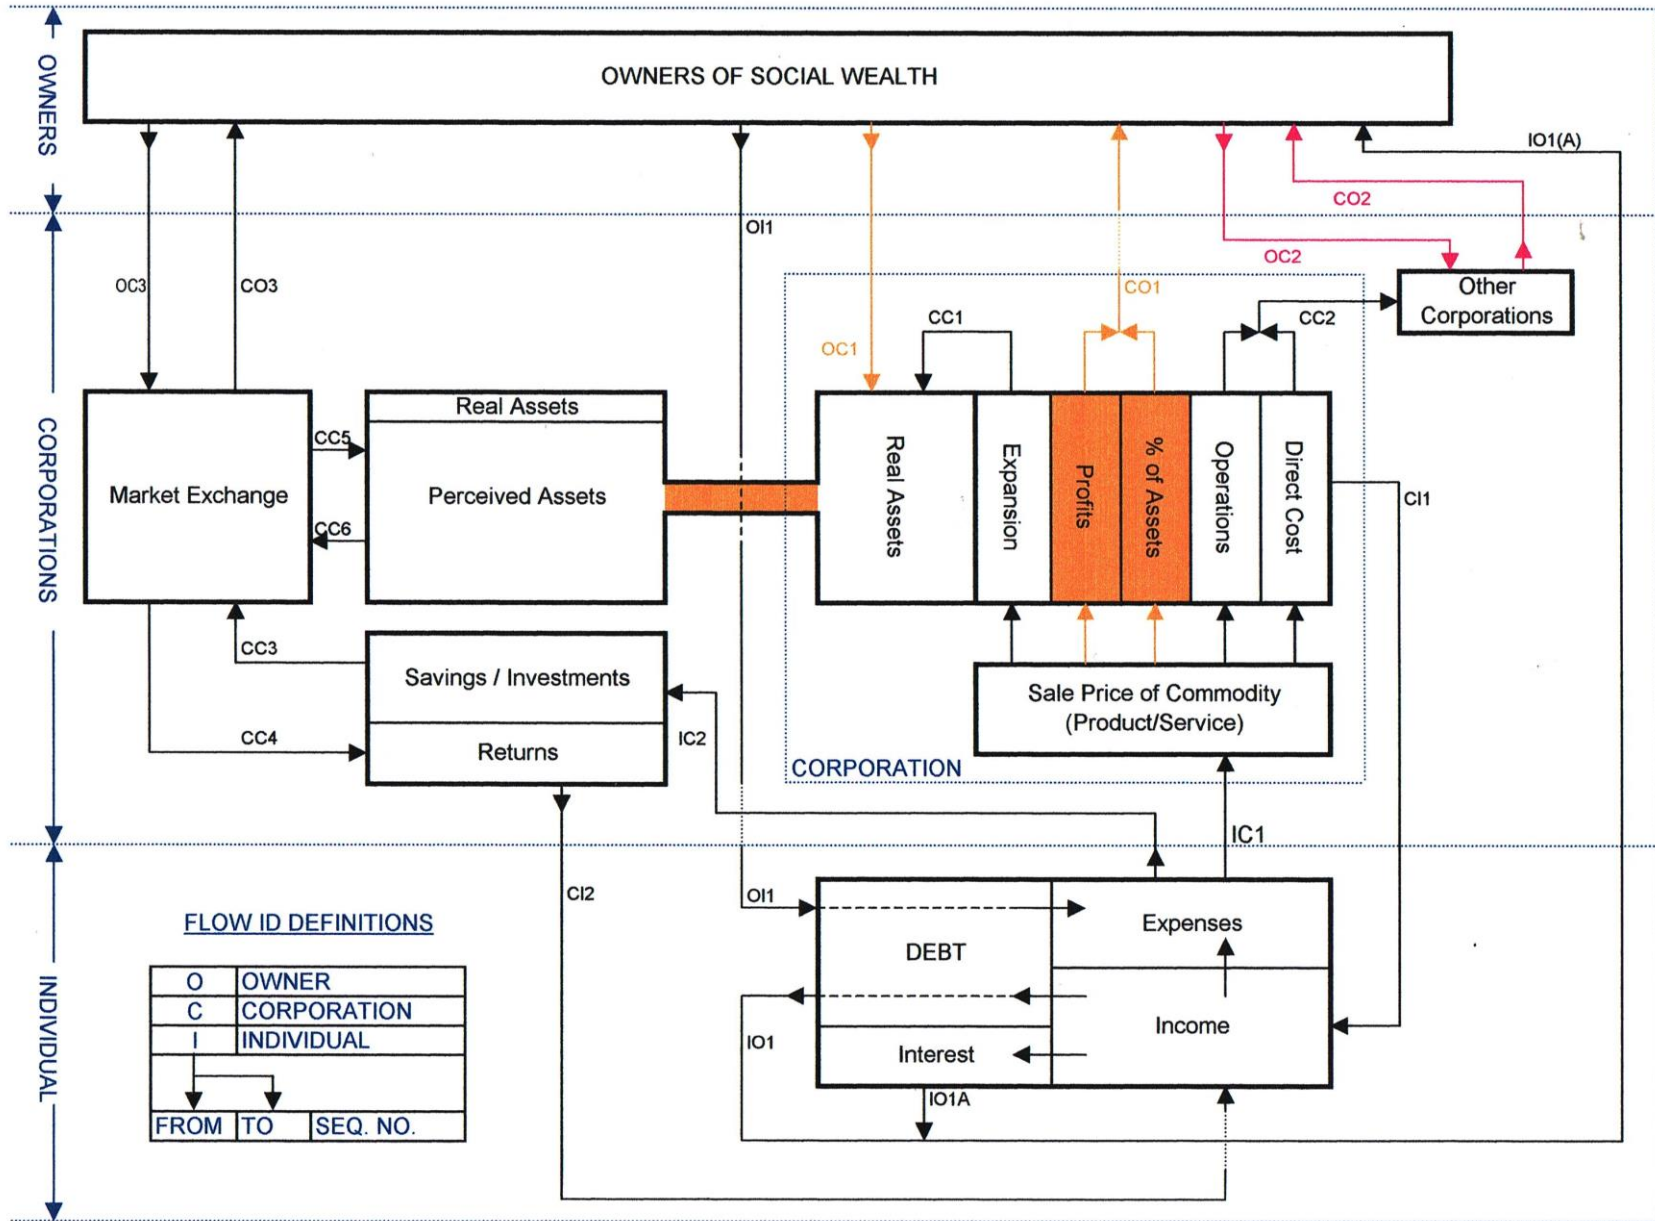 OWNERS
OWNERS OF SOCIAL WEALTH
IO1(A)
CO2
OI1
OC2
OC3
CO3
CO1
Other
Corporations
CC1
CC2
OC1
CORPORATIONS
Real Assets
CC5
Market Exchange
Perceived Assets
CC6
Real Assets
Expansion
Profits
% of Assets
Operations
Direct Cost
CI1
CC3
Savings / Investments
Sale Price of Commodity
(Product/Service)
CC4
Returns
IC2
CORPORATION
IC1
INDIVIDUAL
CI2
OI1
Expenses
DEBT
Income
IO1
Interest
IO1A
FLOW ID DEFINITIONS
O OWNER
C CORPORATION
I INDIVIDUAL
FROM TO SEQ. NO.